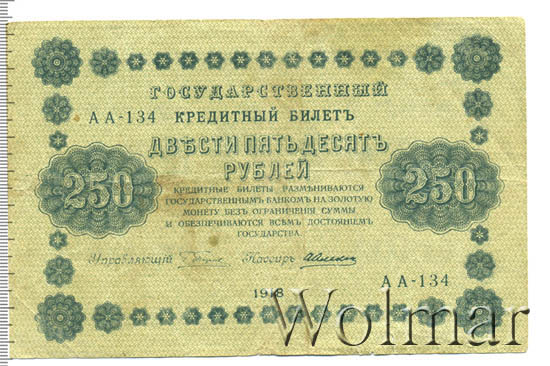 ГОСУДАРСТВЕННЫЙ
АА-134 КРЕДИТНЫЙ БИЛЕТЪ
ДВѢСТИ ПЯТЬДЕСЯТЪ
РУБЛЕЙ
250
250
КРЕДИТНЫЕ БИЛЕТЫ РАЗМѢНИВАЮТСЯ
ГОСУДАРСТВЕННЫМЪ БАНКОМЪ НА ЗОЛОТУЮ
МОНЕТУ БЕЗЪ ОГРАНИЧЕНІЯ СУММЫ
И ОБЕЗПЕЧИВАЮТСЯ ВСѢМЪ ДОСТОЯНІЕМЪ
ГОСУДАРСТВА.
Управляющій
Кассиръ
АА-134
1918
Wolmar